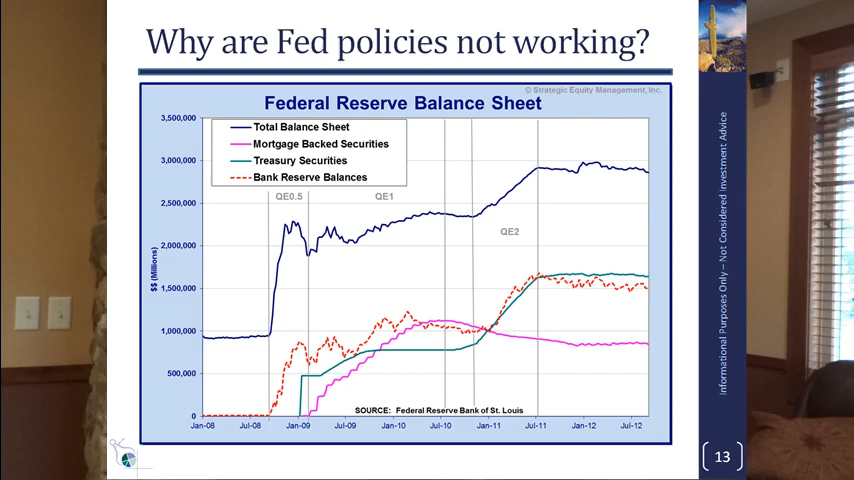 Why are Fed policies not working?
© Strategic Equity Management, Inc.
Federal Reserve Balance Sheet
3,500,000
3,000,000
2,500,000
2,000,000
1,500,000
1,000,000
500,000
0
$$ (Millions)
Total Balance Sheet
Mortgage Backed Securities
Treasury Securities
Bank Reserve Balances
QE0.5
QE1
QE2
SOURCE: Federal Reserve Bank of St. Louis
Jan-08 Jul-08 Jan-09 Jul-09 Jan-10 Jul-10 Jan-11 Jul-11 Jan-12 Jul-12
Informational Purposes Only – Not Considered Investment Advice
13